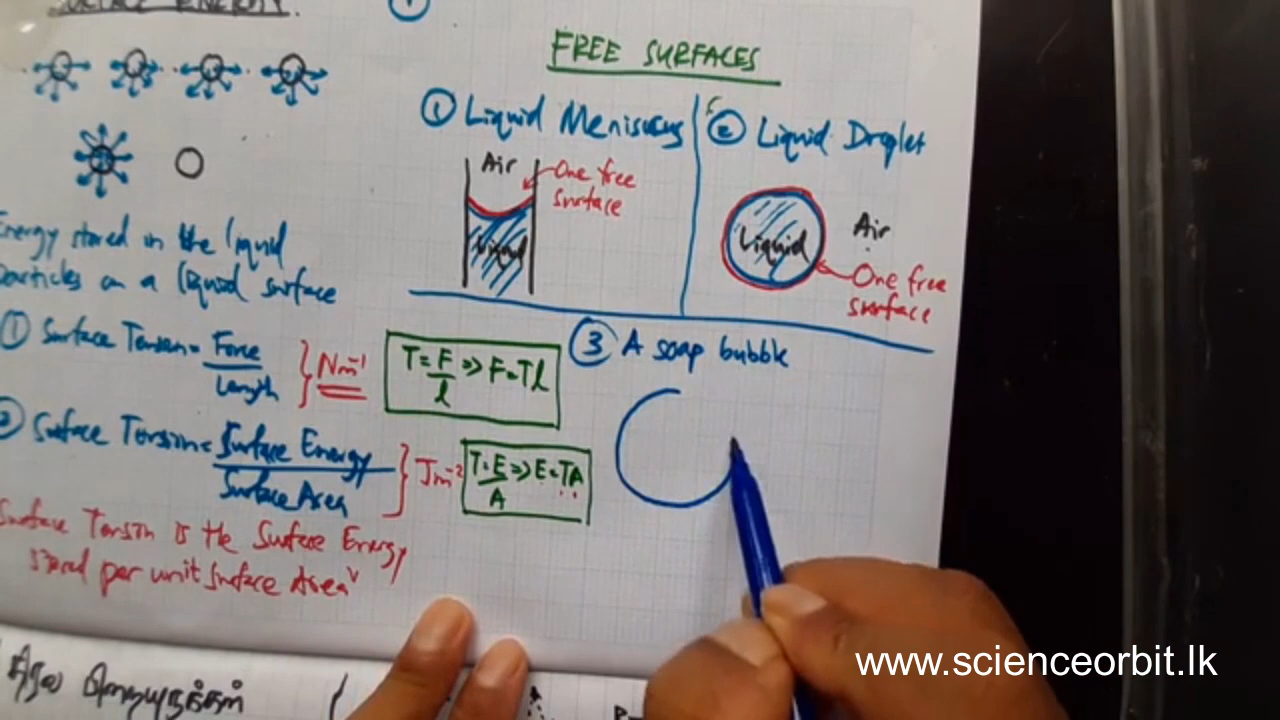 SURFACE ENERGY.
Energy stored in the liquid
particles on a liquid surface
① Surface Tension = Force
Length
} Nm⁻¹
T = F
l
⇒ F = Tl
② Surface Tension = Surface Energy
Surface Area
} Jm⁻²
T = E
A
⇒ E = TA
Surface Tension is the Surface Energy
stored per unit Surface Area
FREE SURFACES
① Liquid Meniscus
Air
One free
surface
Liquid
② Liquid Droplet
Liquid
Air
One free
surface
③ A soap bubble
www.scienceorbit.lk